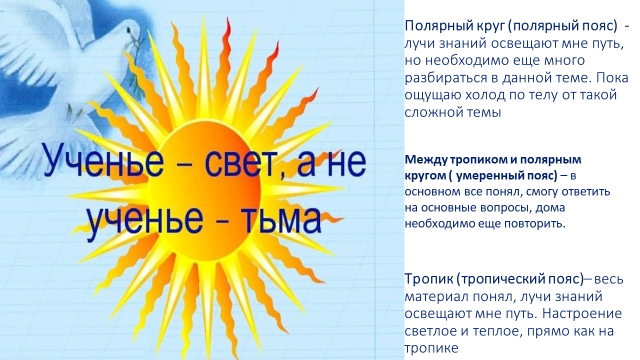 Ученье – свет, а не
ученье - тьма
Полярный круг (полярный пояс) -
лучи знаний освещают мне путь,
но необходимо еще много
разбираться в данной теме. Пока
ощущаю холод по телу от такой
сложной темы
Между тропиком и полярным
кругом ( умеренный пояс) – в
основном все понял, смогу ответить
на основные вопросы, дома
необходимо еще повторить.
Тропик (тропический пояс)– весь
материал понял, лучи знаний
освещают мне путь. Настроение
светлое и теплое, прямо как на
тропике